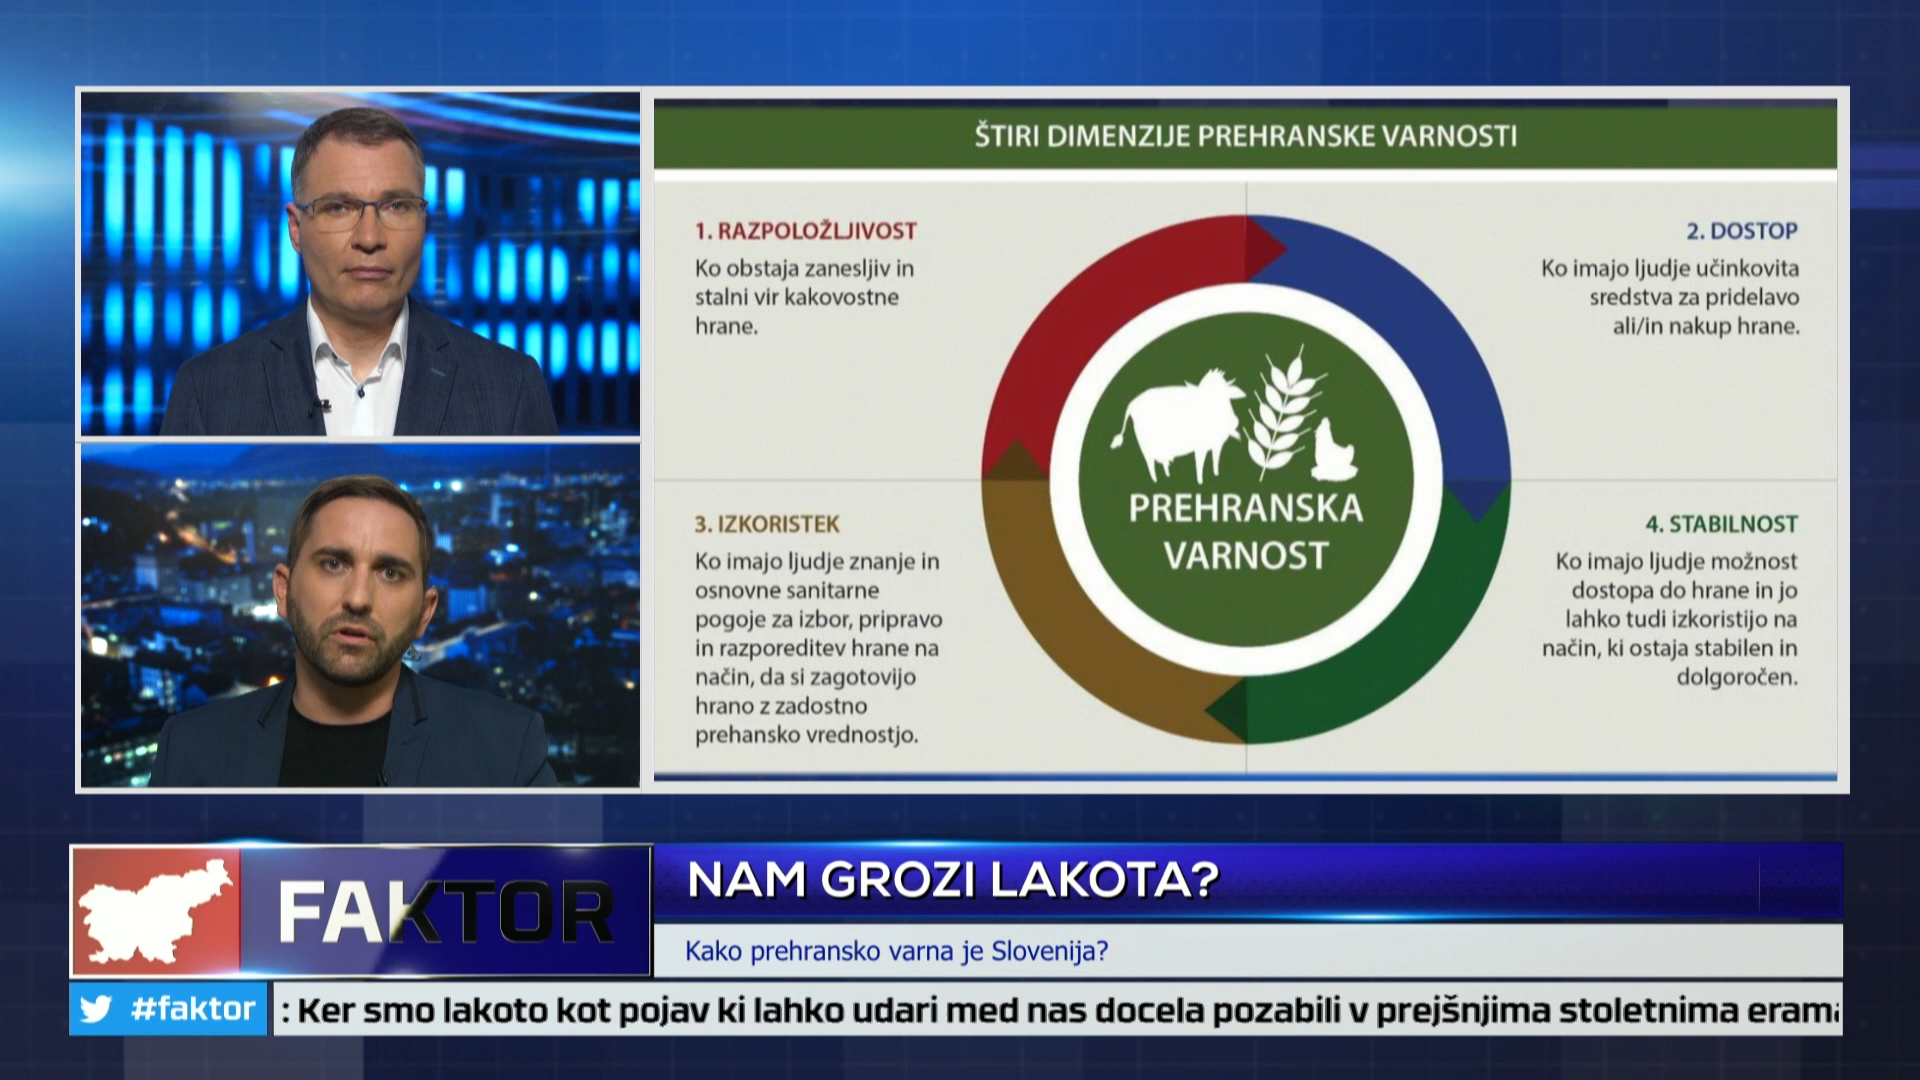 ŠTIRI DIMENZIJE PREHRANSKE VARNOSTI
1. RAZPOLOŽLJIVOST
Ko obstaja zanesljiv in
stalni vir kakovostne
hrane.
2. DOSTOP
Ko imajo ljudje učinkovita
sredstva za pridelavo
ali/in nakup hrane.
PREHRANSKA
VARNOST
3. IZKORISTEK
Ko imajo ljudje znanje in
osnovne sanitarne
pogoje za izbor, pripravo
in razporeditev hrane na
način, da si zagotovijo
hrano z zadostno
prehansko vrednostjo.
4. STABILNOST
Ko imajo ljudje možnost
dostopa do hrane in jo
lahko tudi izkoristijo na
način, ki ostaja stabilen in
dolgoročen.
FAKTOR
NAM GROZI LAKOTA?
Kako prehransko varna je Slovenija?
#faktor
: Ker smo lakoto kot pojav ki lahko udari med nas docela pozabili v prejšnjima stoletnima